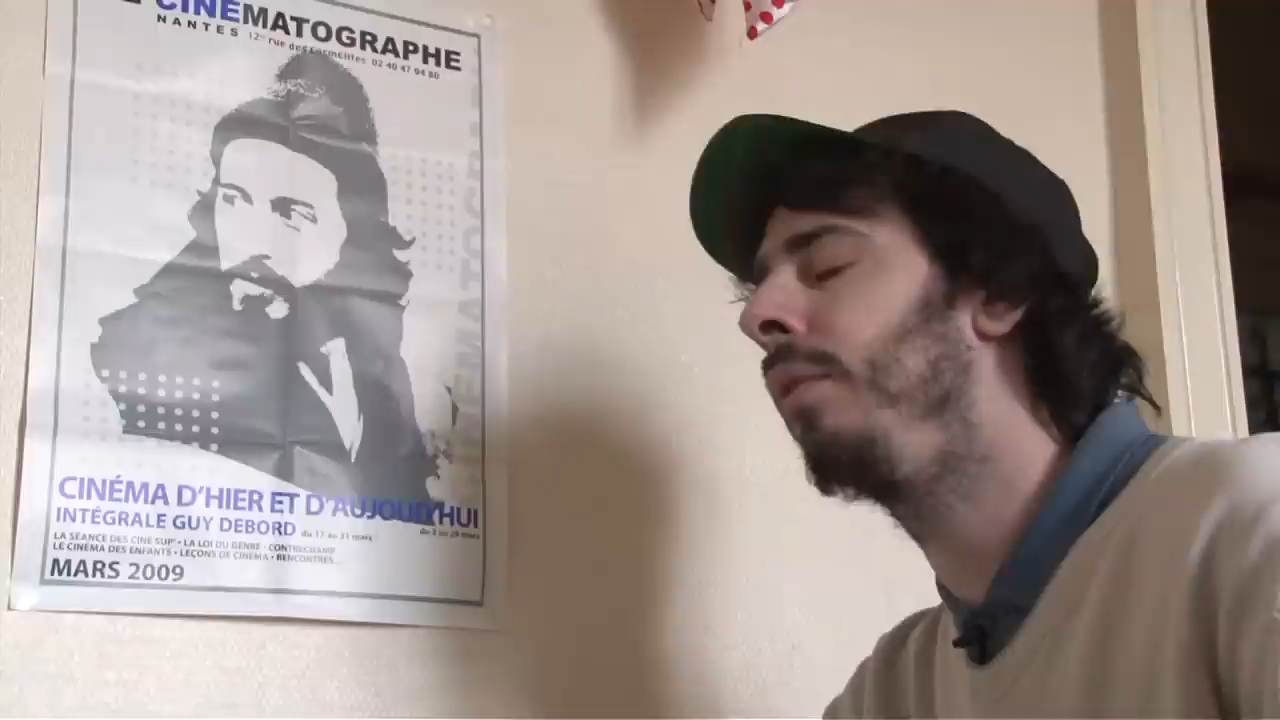 CINÉMATOGRAPHE
NANTES 12 rue des Carmélites 02 40 47 94 80
CINÉMATOGRAPHE
CINÉMA D'HIER ET D'AUJOURD'HUI
INTÉGRALE GUY DEBORD du 17 au 31 mars
du 2 au 29 mars
LA SÉANCE DES CINÉ SUP' • LA LOI DU GENRE • CONTRECHAMP
LE CINÉMA DES ENFANTS • LEÇONS DE CINÉMA • RENCONTRES...
MARS 2009